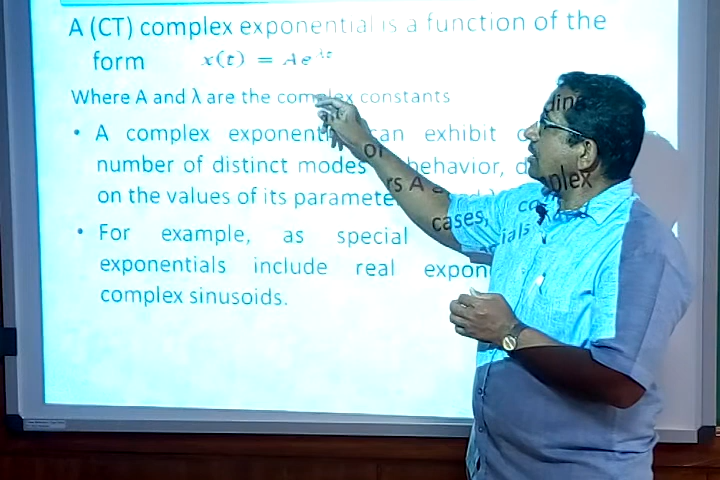 A (CT) complex exponential is a function of the
form x(t) = Ae^λt
Where A and λ are the complex constants
• A complex exponential can exhibit
number of distinct modes of behavior,
on the values of its parameters A
• For example, as special cases,
exponentials include real
complex sinusoids.